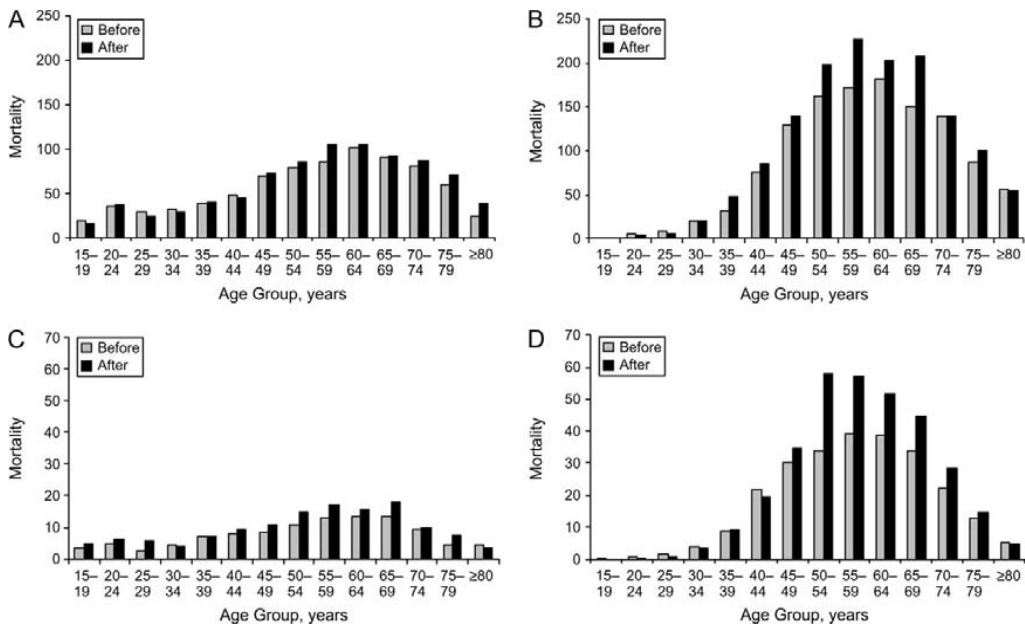 A
250
200
150
100
50
0
Mortality
Before
After
15– 20– 25– 30– 35– 40– 45– 50– 55– 60– 65– 70– 75– ≥80
19 24 29 34 39 44 49 54 59 64 69 74 79
Age Group, years
B
250
200
150
100
50
0
Mortality
Before
After
15– 20– 25– 30– 35– 40– 45– 50– 55– 60– 65– 70– 75– ≥80
19 24 29 34 39 44 49 54 59 64 69 74 79
Age Group, years
C
70
60
50
40
30
20
10
0
Mortality
Before
After
15– 20– 25– 30– 35– 40– 45– 50– 55– 60– 65– 70– 75– ≥80
19 24 29 34 39 44 49 54 59 64 69 74 79
Age Group, years
D
70
60
50
40
30
20
10
0
Mortality
Before
After
15– 20– 25– 30– 35– 40– 45– 50– 55– 60– 65– 70– 75– ≥80
19 24 29 34 39 44 49 54 59 64 69 74 79
Age Group, years